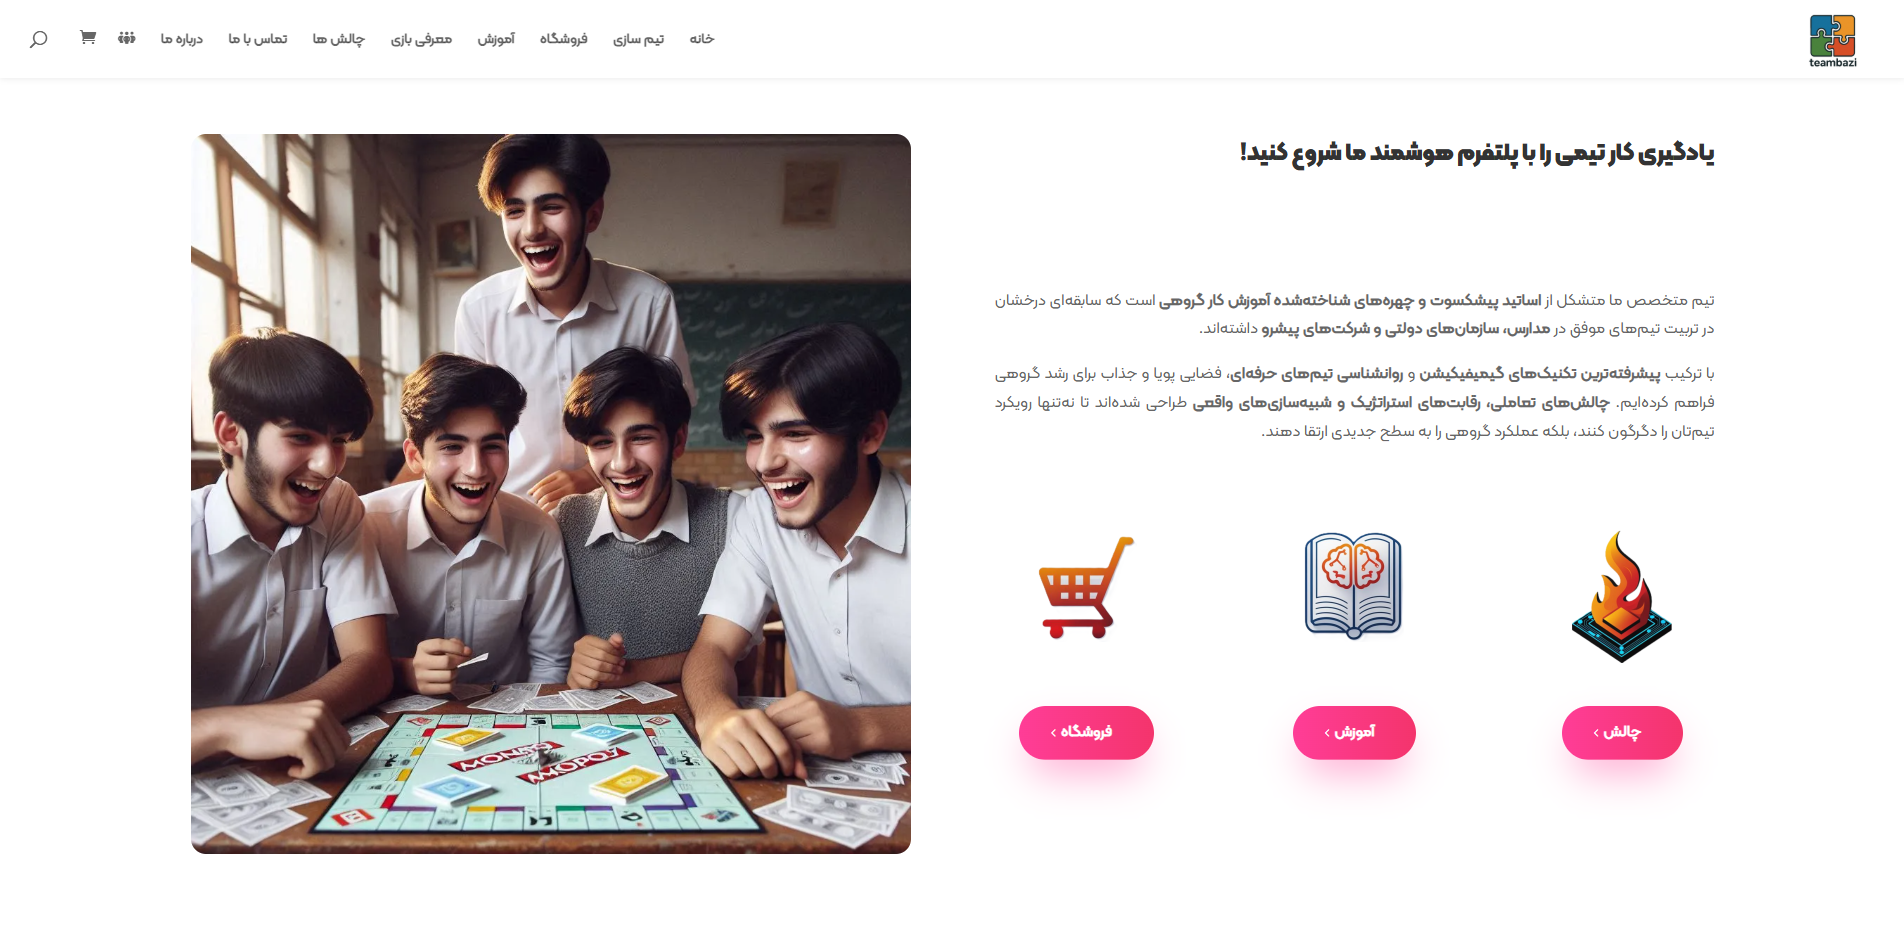 teambazi
خانه تیم سازی فروشگاه آموزش معرفی بازی چالش ها تماس با ما درباره ما
یادگیری کار تیمی را با پلتفرم هوشمند ما شروع کنید!
تیم متخصص ما متشکل از اساتید پیشکسوت و چهره‌های شناخته‌شده آموزش کار گروهی است که سابقه‌ای درخشان
در تربیت تیم‌های موفق در مدارس، سازمان‌های دولتی و شرکت‌های پیشرو داشته‌اند.
با ترکیب پیشرفته‌ترین تکنیک‌های گیمیفیکیشن و روانشناسی تیم‌های حرفه‌ای، فضایی پویا و جذاب برای رشد گروهی
فراهم کرده‌ایم. چالش‌های تعاملی، رقابت‌های استراتژیک و شبیه‌سازی‌های واقعی طراحی شده‌اند تا نه‌تنها رویکرد
تیم‌تان را دگرگون کنند، بلکه عملکرد گروهی را به سطح جدیدی ارتقا دهند.
چالش آموزش فروشگاه